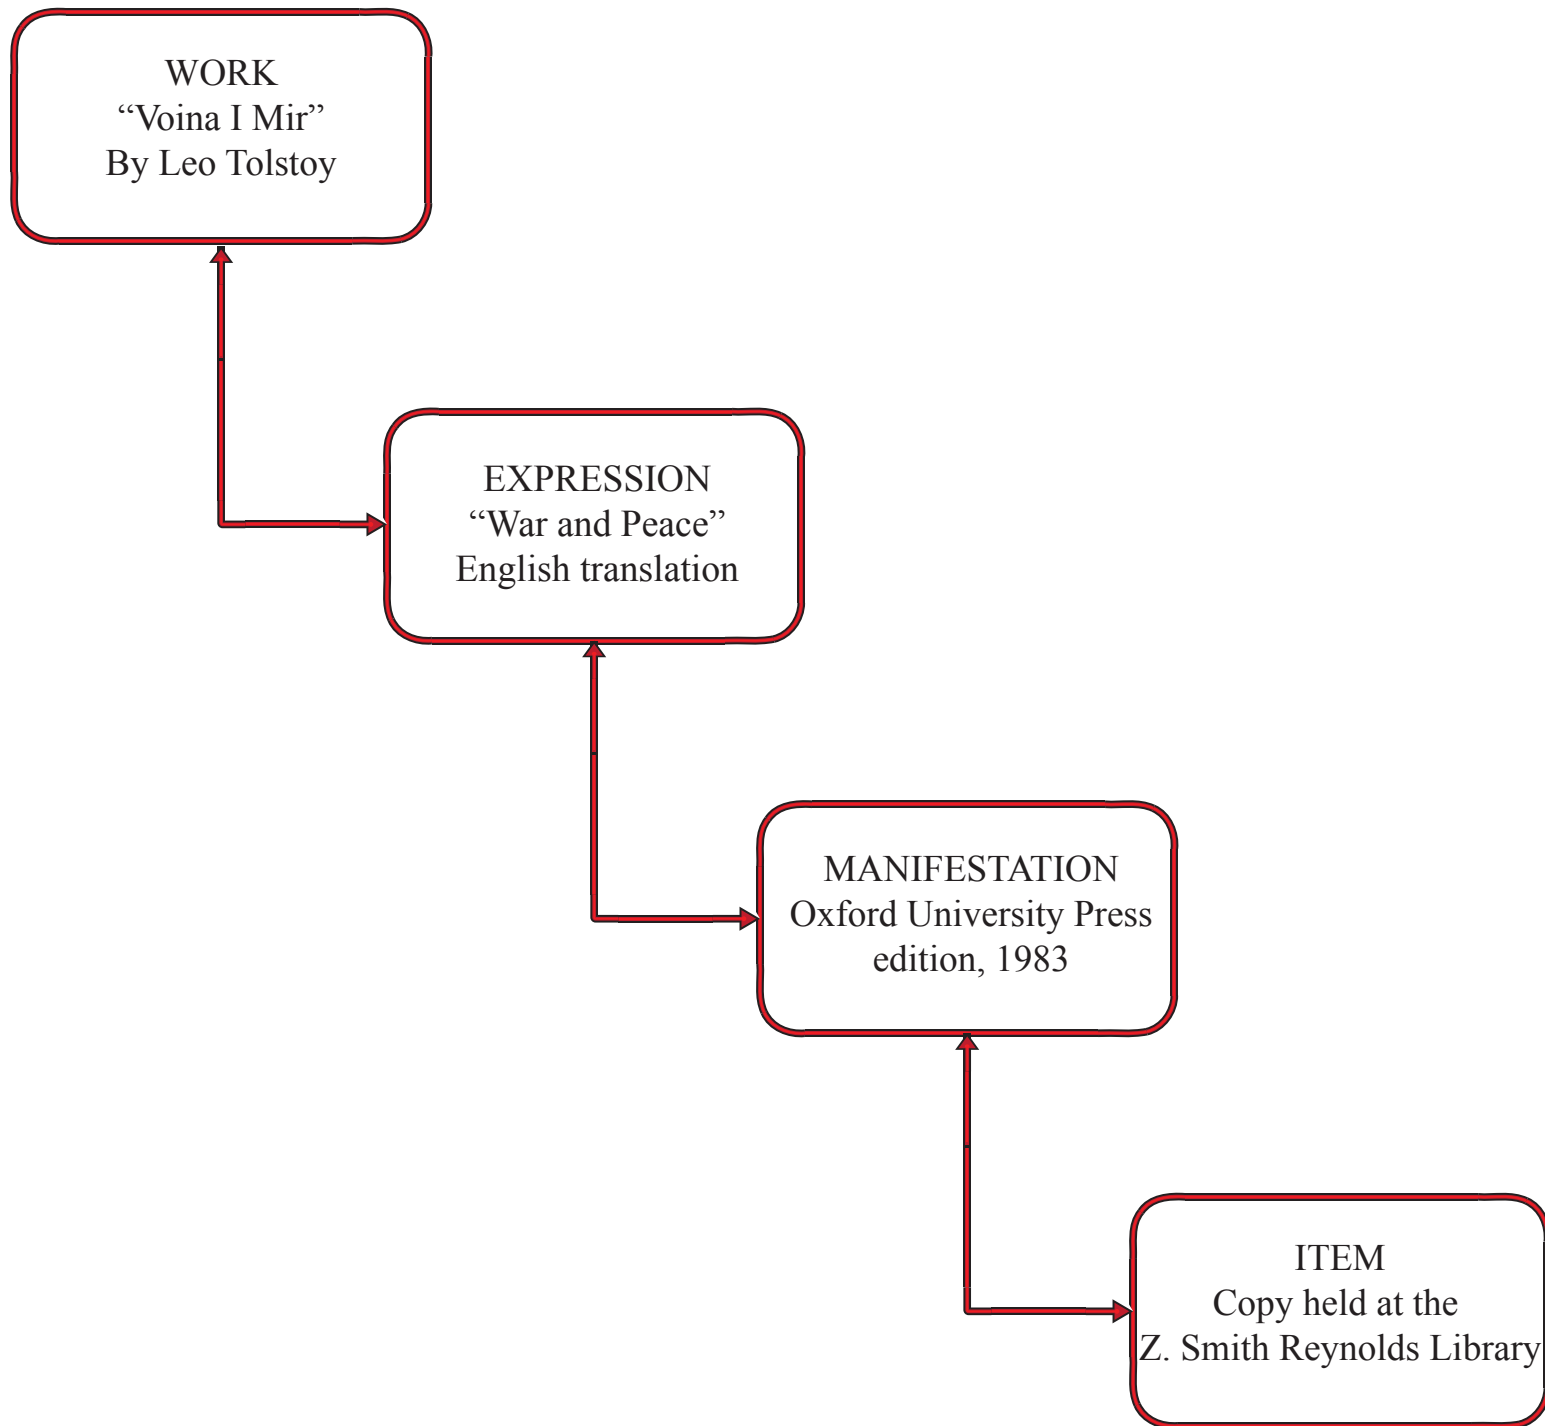 WORK
“Voina I Mir”
By Leo Tolstoy
EXPRESSION
“War and Peace”
English translation
MANIFESTATION
Oxford University Press
edition, 1983
ITEM
Copy held at the
Z. Smith Reynolds Library